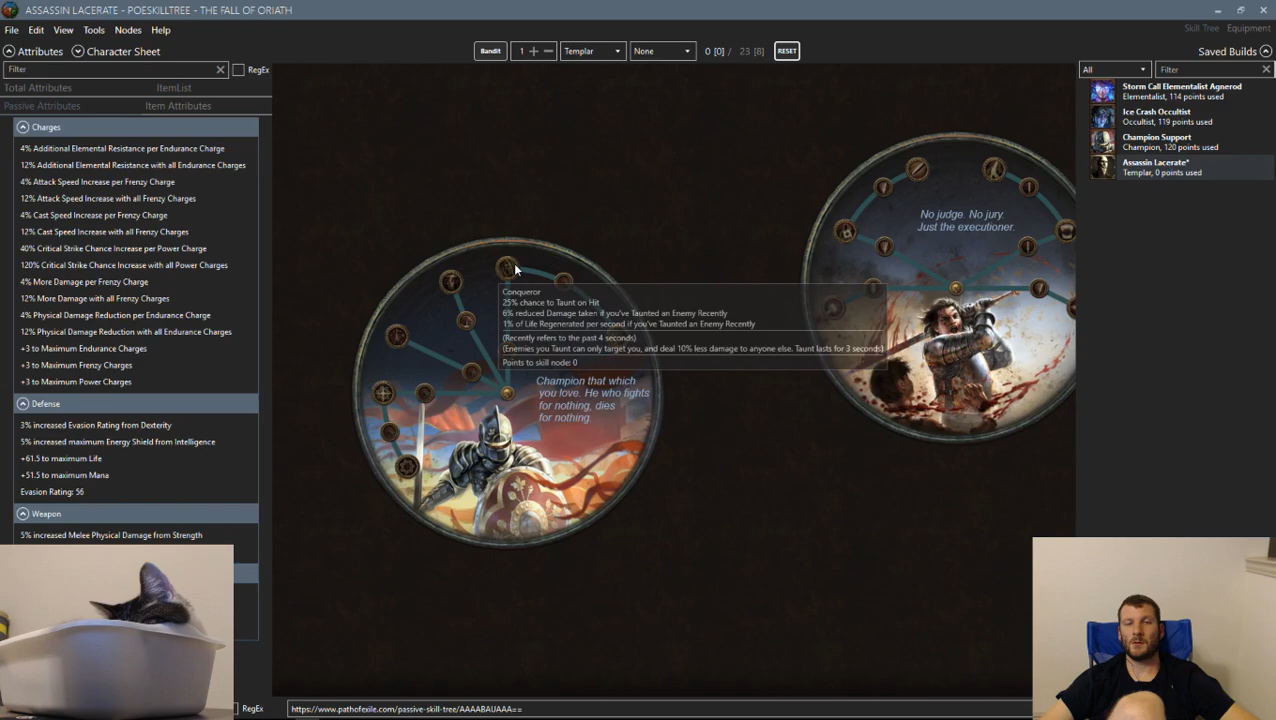 ASSASSIN LACERATE - POESKILLTREE - THE FALL OF ORIATH
File Edit View Tools Nodes Help
Skill Tree Equipment
Attributes Character Sheet
Bandit 1 Templar None 0 [0] / 23 [8] RESET
Saved Builds
Filter RegEx
All Filter
Total Attributes ItemList
Passive Attributes Item Attributes
Charges
4% Additional Elemental Resistance per Endurance Charge
12% Additional Elemental Resistance with all Endurance Charges
4% Attack Speed Increase per Frenzy Charge
12% Attack Speed Increase with all Frenzy Charges
4% Cast Speed Increase per Frenzy Charge
12% Cast Speed Increase with all Frenzy Charges
40% Critical Strike Chance Increase per Power Charge
120% Critical Strike Chance Increase with all Power Charges
4% More Damage per Frenzy Charge
12% More Damage with all Frenzy Charges
4% Physical Damage Reduction per Endurance Charge
12% Physical Damage Reduction with all Endurance Charges
+3 to Maximum Endurance Charges
+3 to Maximum Frenzy Charges
+3 to Maximum Power Charges
Defense
3% increased Evasion Rating from Dexterity
5% increased maximum Energy Shield from Intelligence
+61.5 to maximum Life
+51.5 to maximum Mana
Evasion Rating: 56
Weapon
5% increased Melee Physical Damage from Strength
RegEx
Conqueror
25% chance to Taunt on Hit
6% reduced Damage taken if you've Taunted an Enemy Recently
1% of Life Regenerated per second if you've Taunted an Enemy Recently
(Recently refers to the past 4 seconds)
(Enemies you Taunt can only target you, and deal 10% less damage to anyone else. Taunt lasts for 3 seconds)
Points to skill node: 0
Champion that which
you love. He who fights
for nothing, dies
for nothing.
No judge. No jury.
Just the executioner.
Storm Call Elementalist Agnerod
Elementalist, 114 points used
Ice Crash Occultist
Occultist, 119 points used
Champion Support
Champion, 120 points used
Assassin Lacerate*
Templar, 0 points used
https://www.pathofexile.com/passive-skill-tree/AAAABAUAAA==